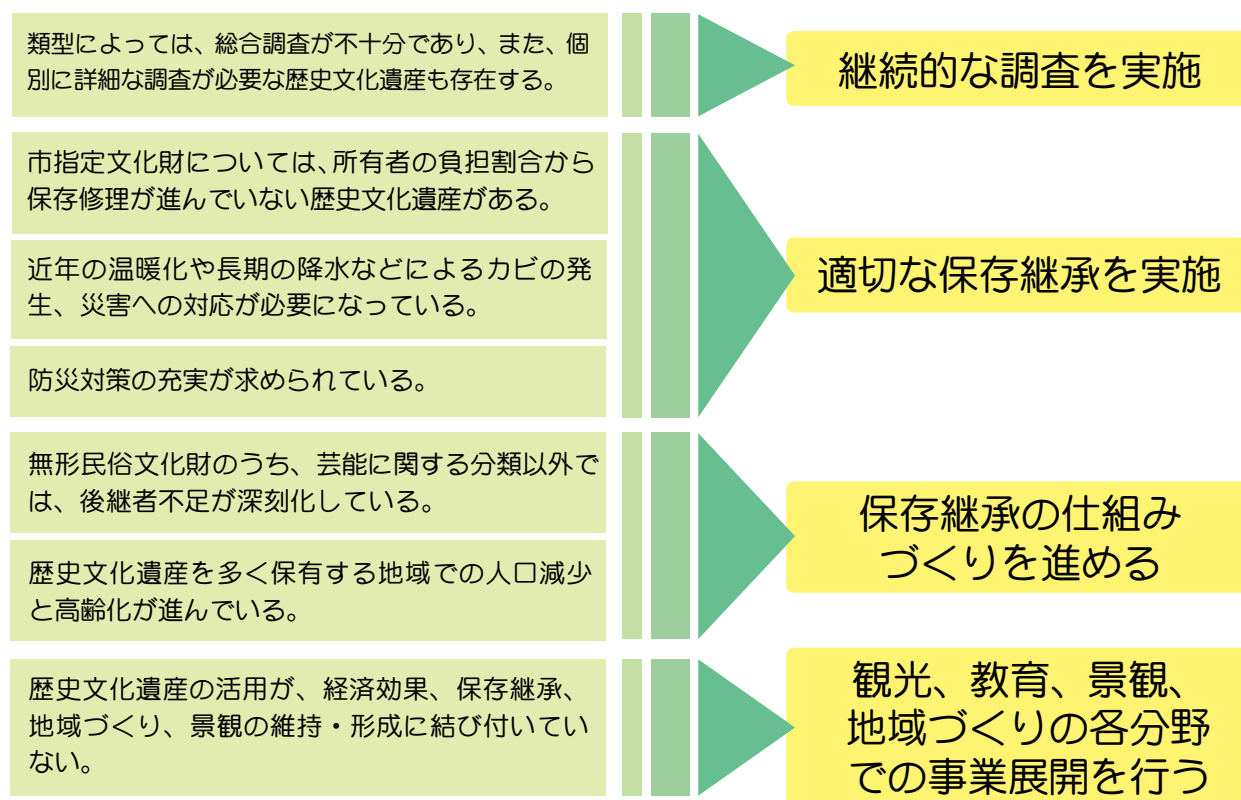 類型によっては、総合調査が不十分であり、また、個
別に詳細な調査が必要な歴史文化遺産も存在する。
継続的な調査を実施
市指定文化財については、所有者の負担割合から
保存修理が進んでいない歴史文化遺産がある。
近年の温暖化や長期の降水などによるカビの発
生、災害への対応が必要になっている。
防災対策の充実が求められている。
適切な保存継承を実施
無形民俗文化財のうち、芸能に関する分類以外で
は、後継者不足が深刻化している。
歴史文化遺産を多く保有する地域での人口減少
と高齢化が進んでいる。
保存継承の仕組み
づくりを進める
歴史文化遺産の活用が、経済効果、保存継承、
地域づくり、景観の維持・形成に結び付いてい
ない。
観光、教育、景観、
地域づくりの各分野
での事業展開を行う